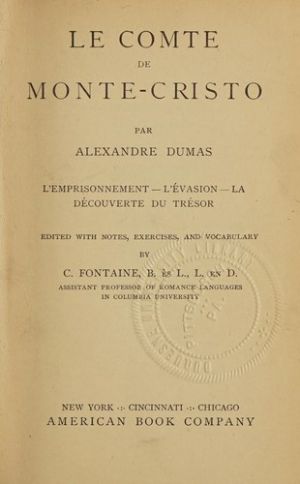 LE COMTE
DE
MONTE-CRISTO
PAR
ALEXANDRE DUMAS
L'EMPRISONNEMENT — L'ÉVASION — LA
DÉCOUVERTE DU TRÉSOR
EDITED WITH NOTES, EXERCISES, AND VOCABULARY
BY
C. FONTAINE, B. ÈS L., L. EN D.
ASSISTANT PROFESSOR OF ROMANCE LANGUAGES
IN COLUMBIA UNIVERSITY
NEW YORK ·:· CINCINNATI ·:· CHICAGO
AMERICAN BOOK COMPANY